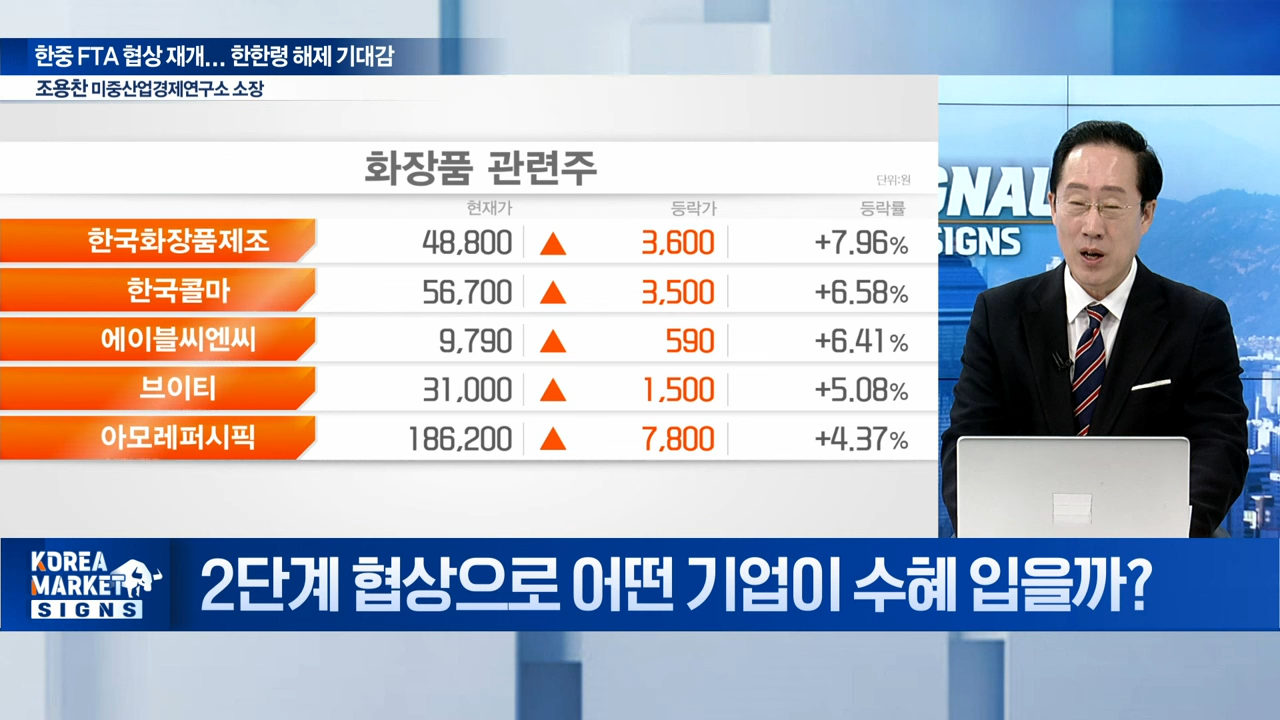 한중 FTA 협상 재개... 한한령 해제 기대감
조용찬 미중산업경제연구소 소장
화장품 관련주
단위:원
현재가 등락가 등락률
한국화장품제조 48,800 ▲ 3,600 +7.96%
한국콜마 56,700 ▲ 3,500 +6.58%
에이블씨엔씨 9,790 ▲ 590 +6.41%
브이티 31,000 ▲ 1,500 +5.08%
아모레퍼시픽 186,200 ▲ 7,800 +4.37%
GNAL
SIGNS
KOREA
MARKET
SIGNS
2단계 협상으로 어떤 기업이 수혜 입을까?